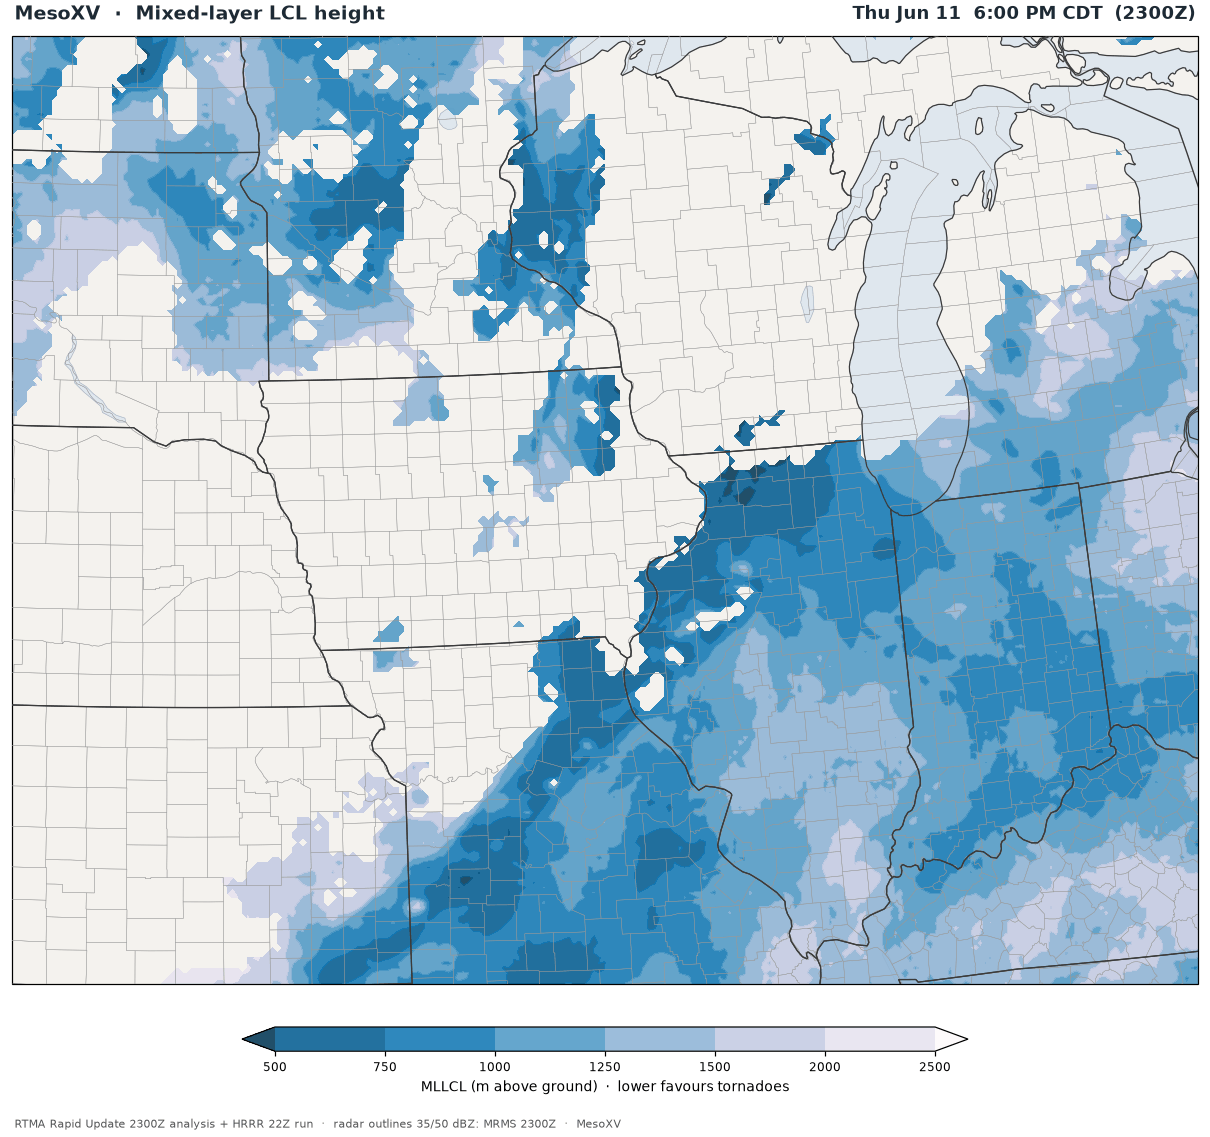 MesoXV · Mixed-layer LCL height
Thu Jun 11 6:00 PM CDT (2300Z)
500 750 1000 1250 1500 2000 2500
MLLCL (m above ground) · lower favours tornadoes
RTMA Rapid Update 2300Z analysis + HRRR 22Z run · radar outlines 35/50 dBZ: MRMS 2300Z · MesoXV